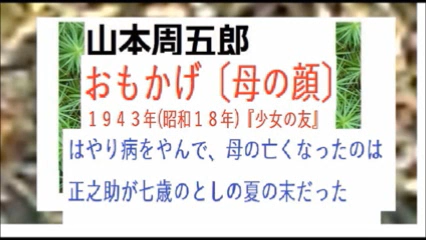 山本周五郎
おもかげ〔母の顔〕
１９４３年(昭和１８年)『少女の友』
はやり病をやんで、母の亡くなったのは
正之助が七歳のとしの夏の末だった